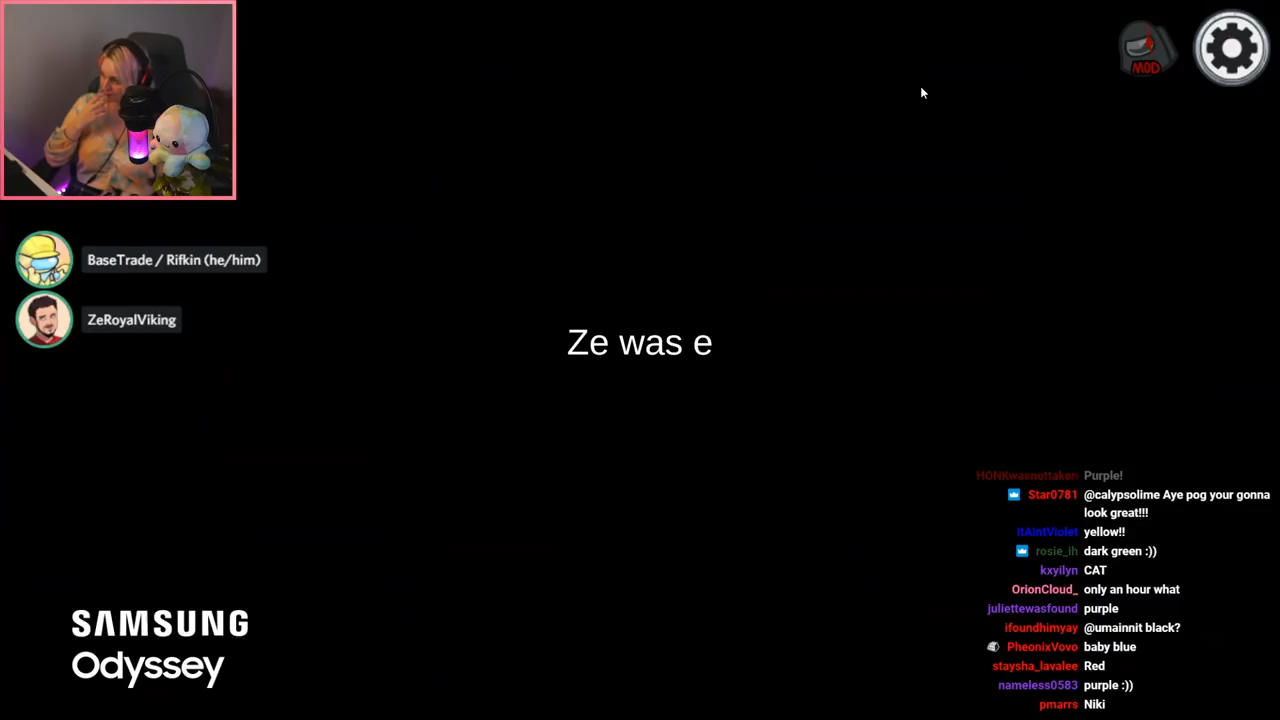 MOD
BaseTrade / Rifkin (he/him)
ZeRoyalViking
Ze was e
HONKwasnottaken Purple!
Star0781 @calypsolime Aye pog your gonna
look great!!!
ItAintViolet yellow!!
rosie_ih dark green :))
kxyilyn CAT
OrionCloud_ only an hour what
juliettewasfound purple
ifoundhimyay @umainnit black?
PheonixVovo baby blue
staysha_lavalee Red
nameless0583 purple :))
pmarrs Niki
SAMSUNG
Odyssey